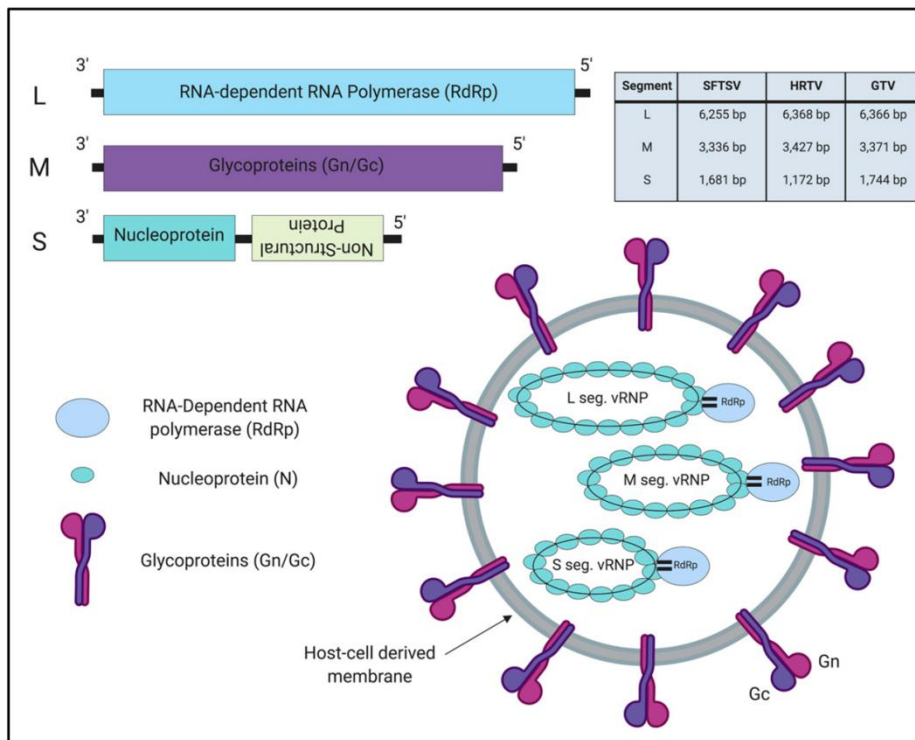 3' 5'
L RNA-dependent RNA Polymerase (RdRp)
3' 5'
M Glycoproteins (Gn/Gc)
3' 5'
S Nucleoprotein Non-Structural
Protein
Segment SFTSV HRTV GTV
L 6,255 bp 6,368 bp 6,366 bp
M 3,336 bp 3,427 bp 3,371 bp
S 1,681 bp 1,172 bp 1,744 bp
RNA-Dependent RNA
polymerase (RdRp)
Nucleoprotein (N)
Glycoproteins (Gn/Gc)
L seg. vRNP RdRp
M seg. vRNP RdRp
S seg. vRNP RdRp
Host-cell derived
membrane
Gn
Gc